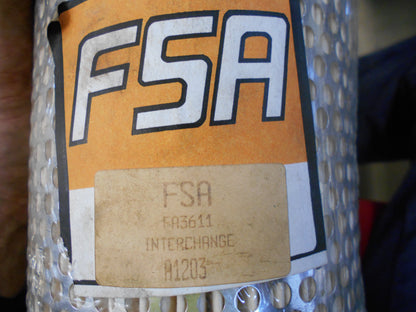 FSA
FSA
FA3611
INTERCHANGE
A1203